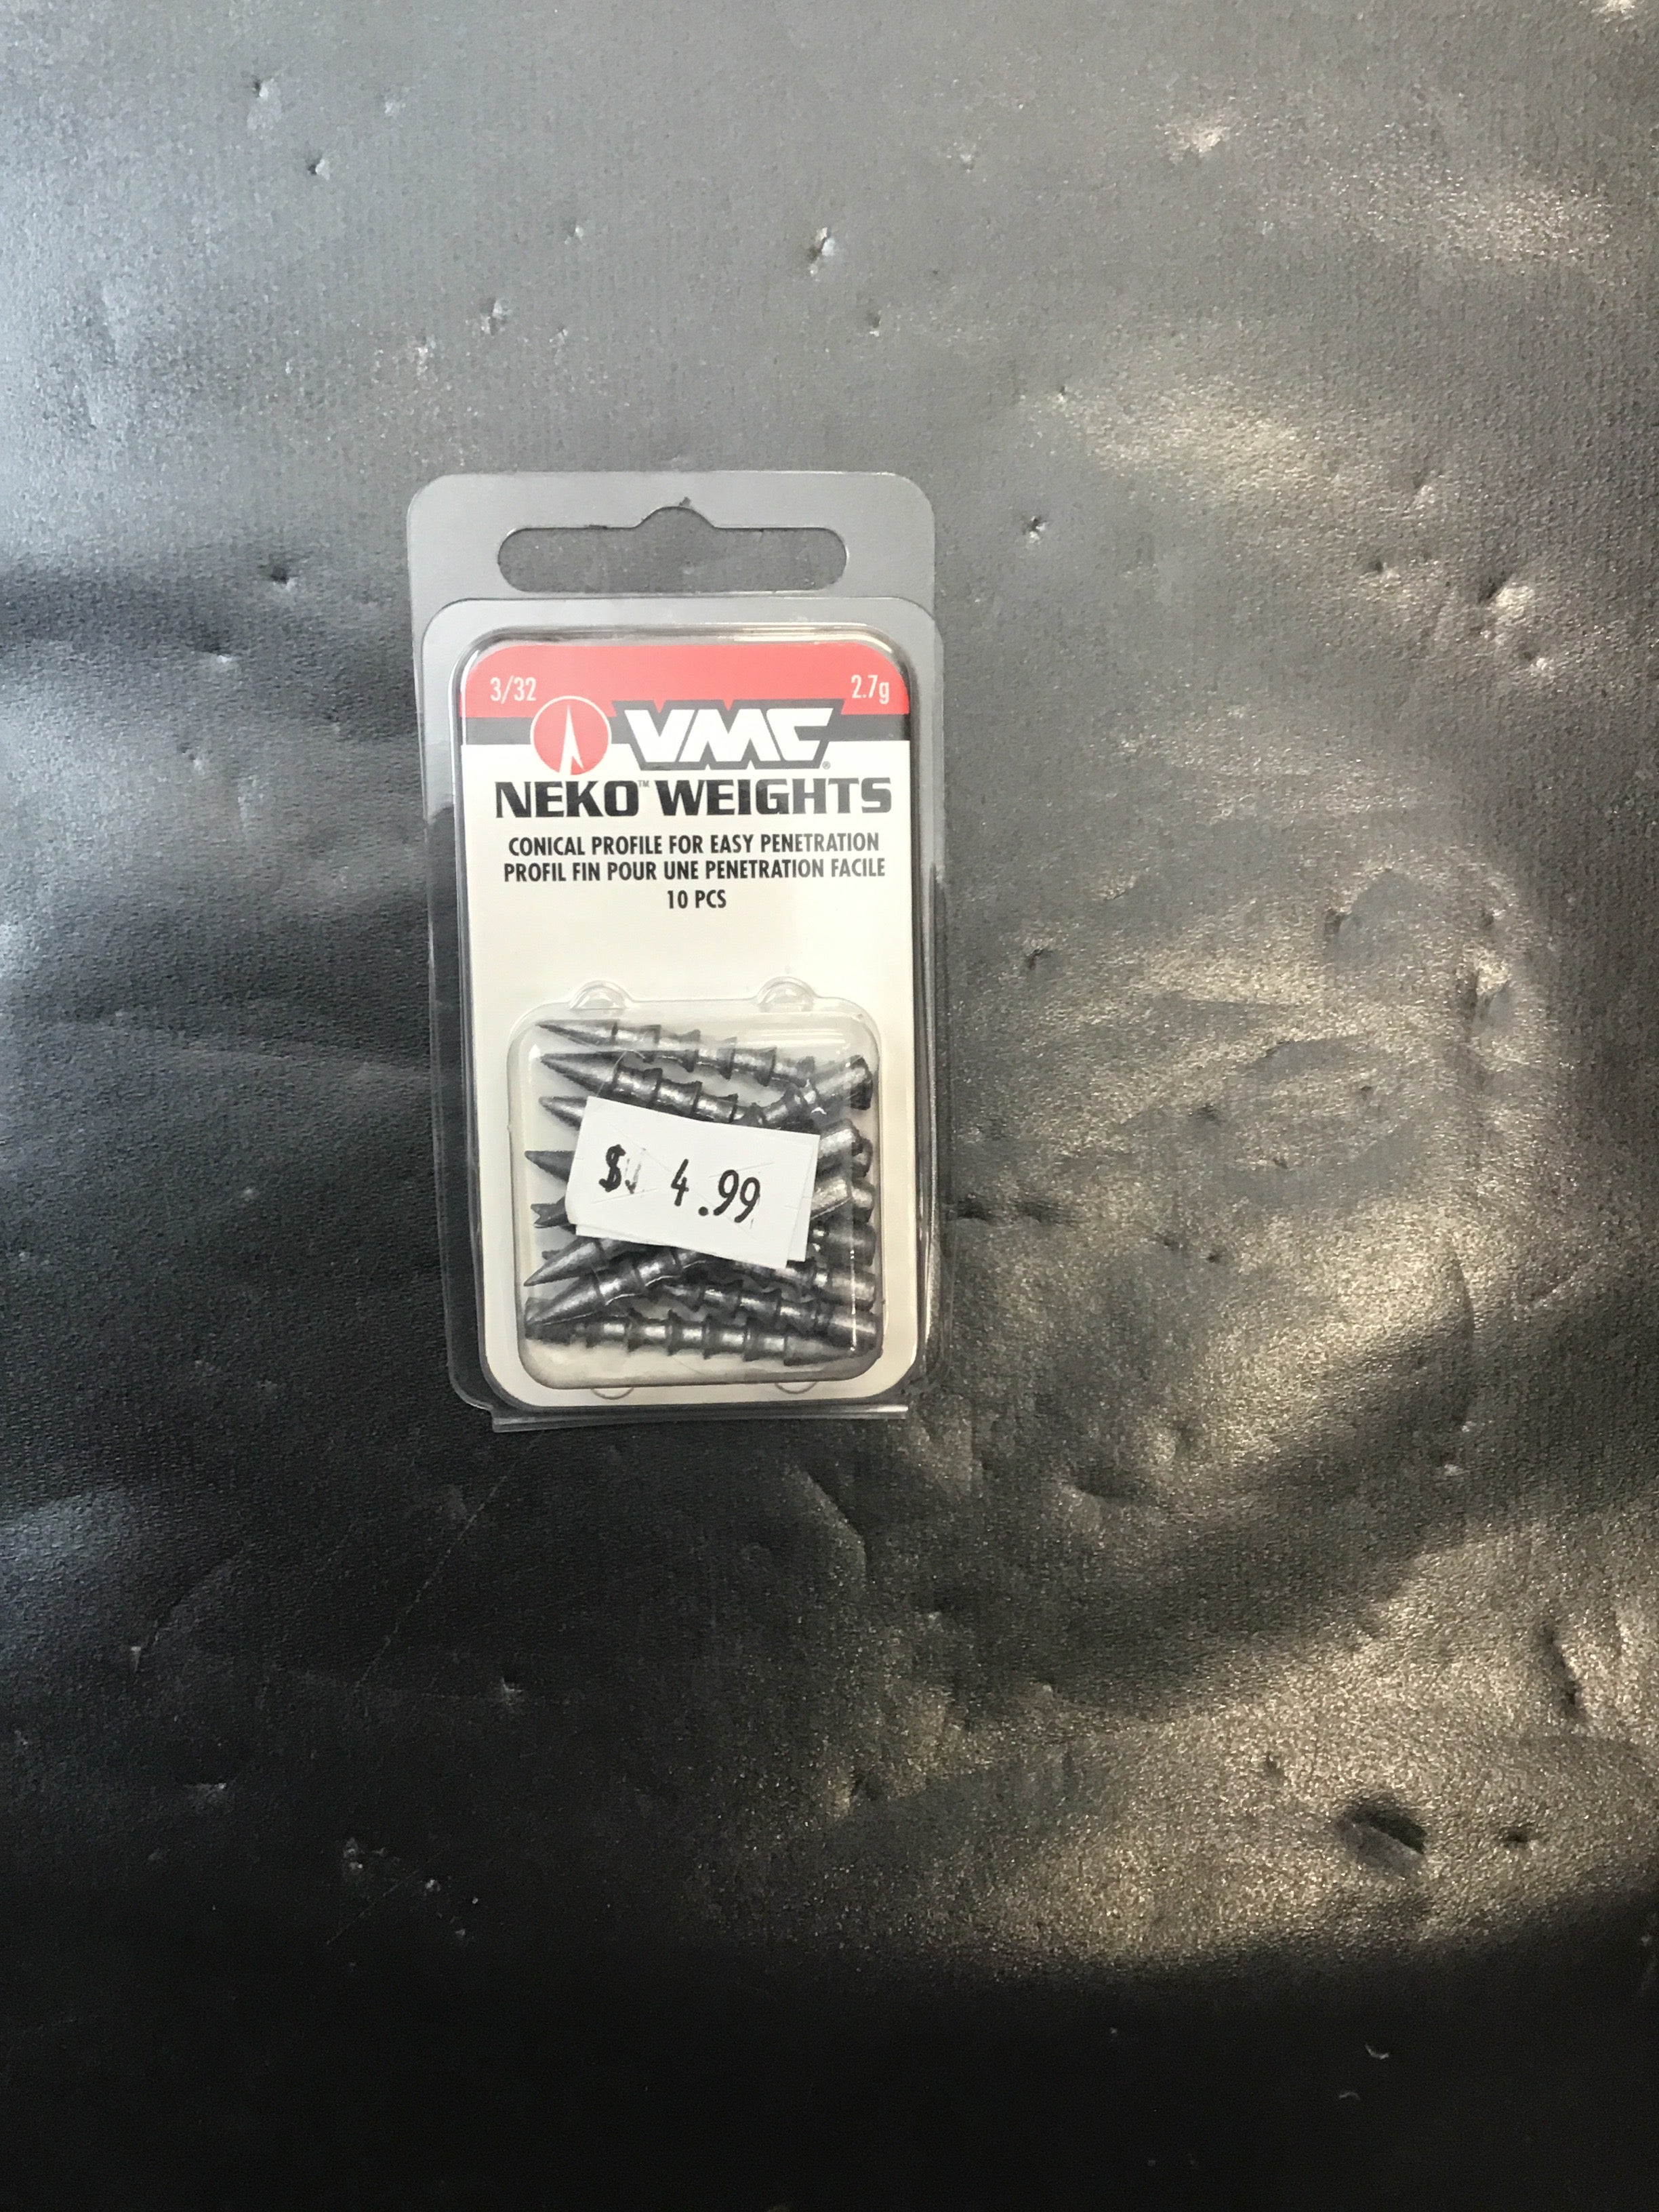 3/32 2.7g
VMC®
NEKO™ WEIGHTS
CONICAL PROFILE FOR EASY PENETRATION
PROFIL FIN POUR UNE PENETRATION FACILE
10 PCS
$ 4.99